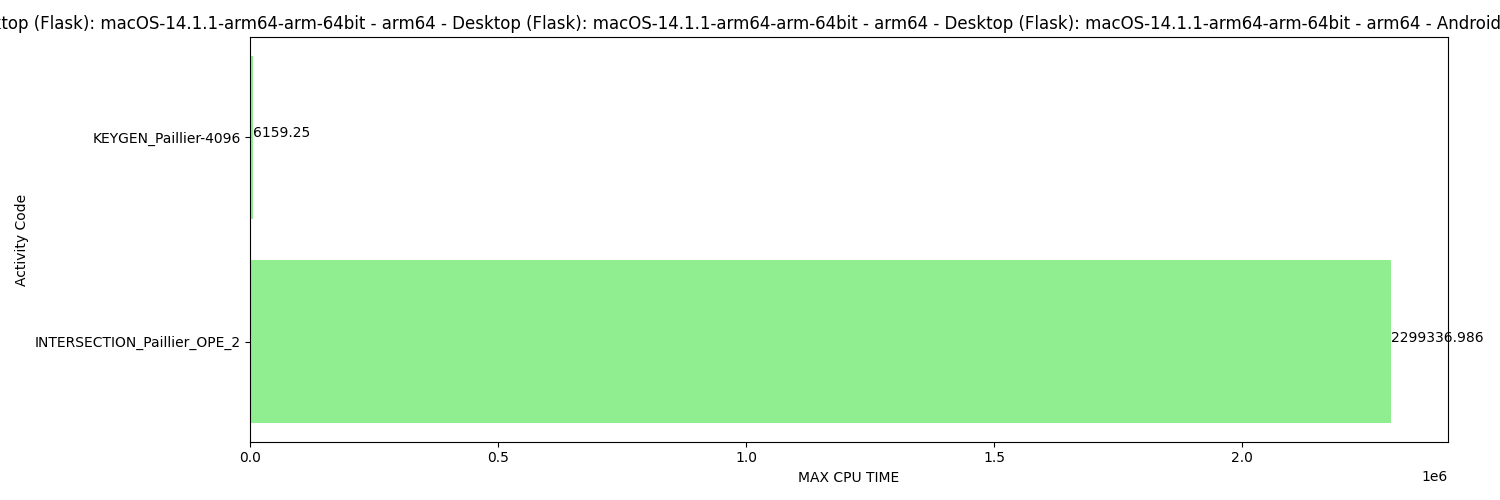 (Flask): macOS-14.1.1-arm64-arm-64bit - arm64 - Desktop (Flask): macOS-14.1.1-arm64-arm-64bit - arm64 - Desktop (Flask): macOS-14.1.1-arm64-arm-64bit - arm64 - Android
KEYGEN_Paillier-4096
6159.25
Activity Code
INTERSECTION_Paillier_OPE_2
2299336.986
0.0 0.5 1.0 1.5 2.0
MAX CPU TIME
1e6